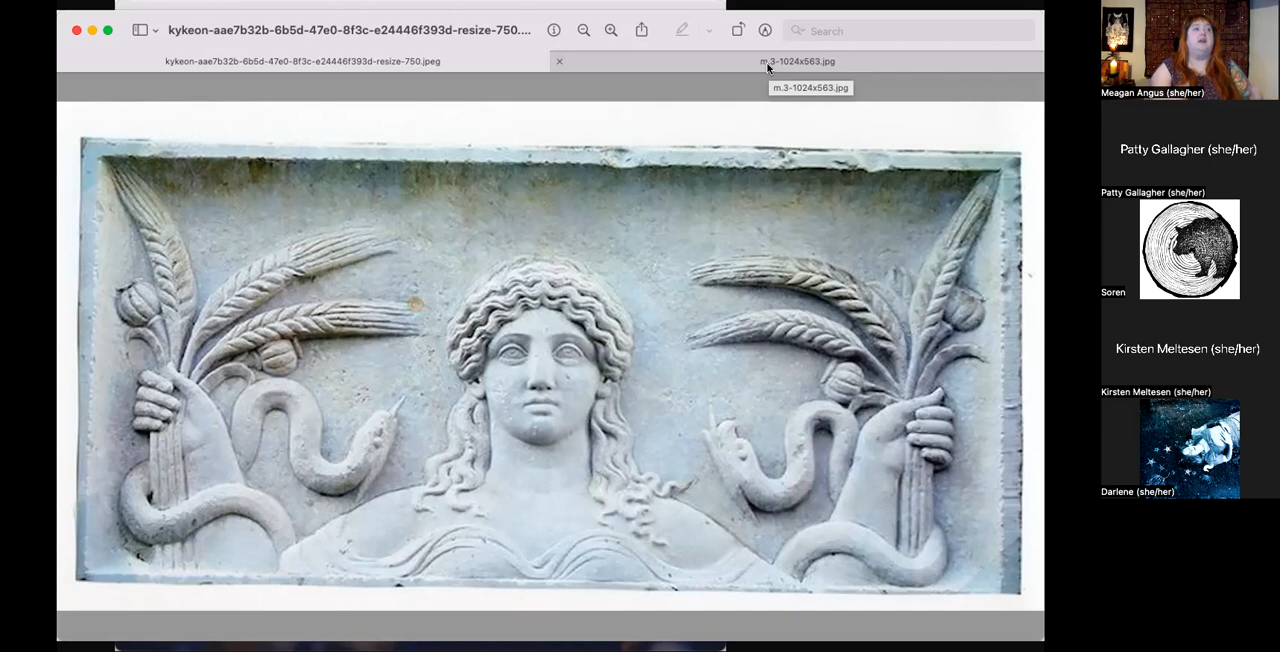 kykeon-aae7b32b-6b5d-47e0-8f3c-e24446f393d-resize-750....
Search
kykeon-aae7b32b-6b5d-47e0-8f3c-e24446f393d-resize-750.jpeg
m.3-1024x563.jpg
m.3-1024x563.jpg
Meagan Angus (she/her)
Patty Gallagher (she/her)
Patty Gallagher (she/her)
Soren
Kirsten Meltesen (she/her)
Kirsten Meltesen (she/her)
Darlene (she/her)